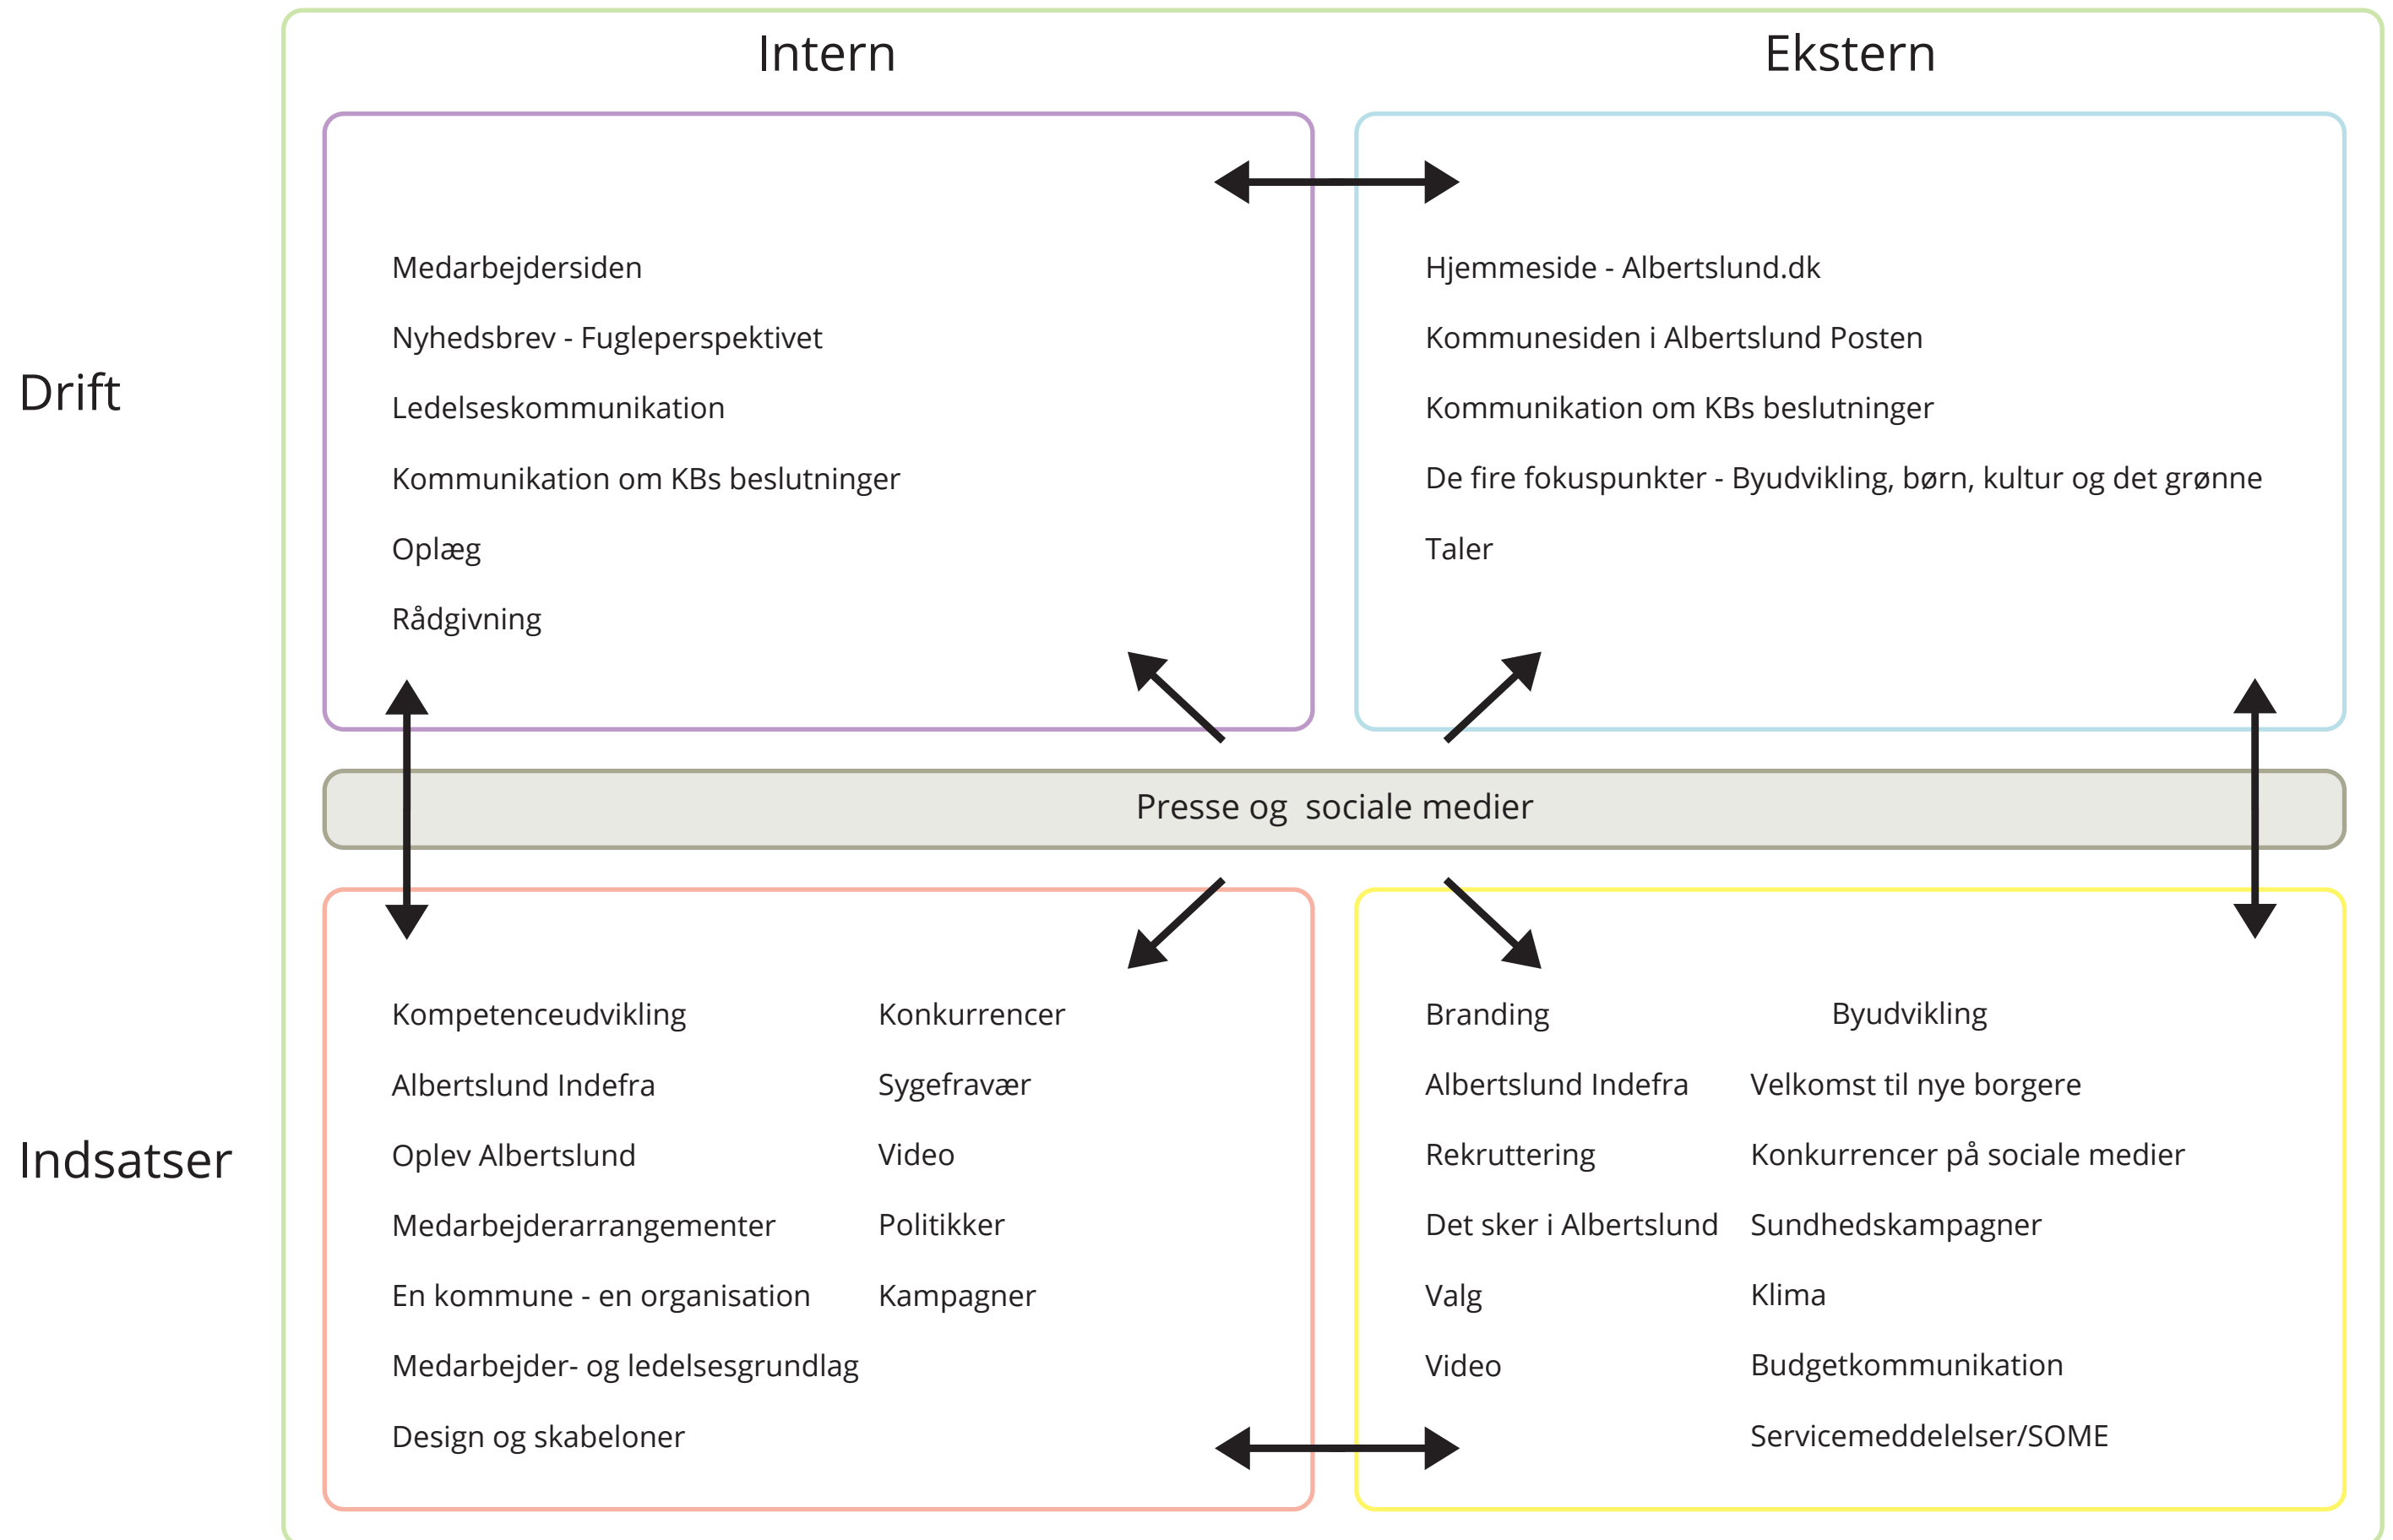 Intern
Ekstern
Drift
Medarbejdersiden
Nyhedsbrev - Fugleperspektivet
Ledelseskommunikation
Kommunikation om KBs beslutninger
Oplæg
Rådgivning
Hjemmeside - Albertslund.dk
Kommunesiden i Albertslund Posten
Kommunikation om KBs beslutninger
De fire fokuspunkter - Byudvikling, børn, kultur og det grønne
Taler
Presse og  sociale medier
Indsatser
Kompetenceudvikling
Albertslund Indefra
Oplev Albertslund
Medarbejderarrangementer
En kommune - en organisation
Medarbejder- og ledelsesgrundlag
Design og skabeloner
Konkurrencer
Sygefravær
Video
Politikker
Kampagner
Branding
Albertslund Indefra
Rekruttering
Det sker i Albertslund
Valg
Video
Byudvikling
Velkomst til nye borgere
Konkurrencer på sociale medier
Sundhedskampagner
Klima
Budgetkommunikation
Servicemeddelelser/SOME